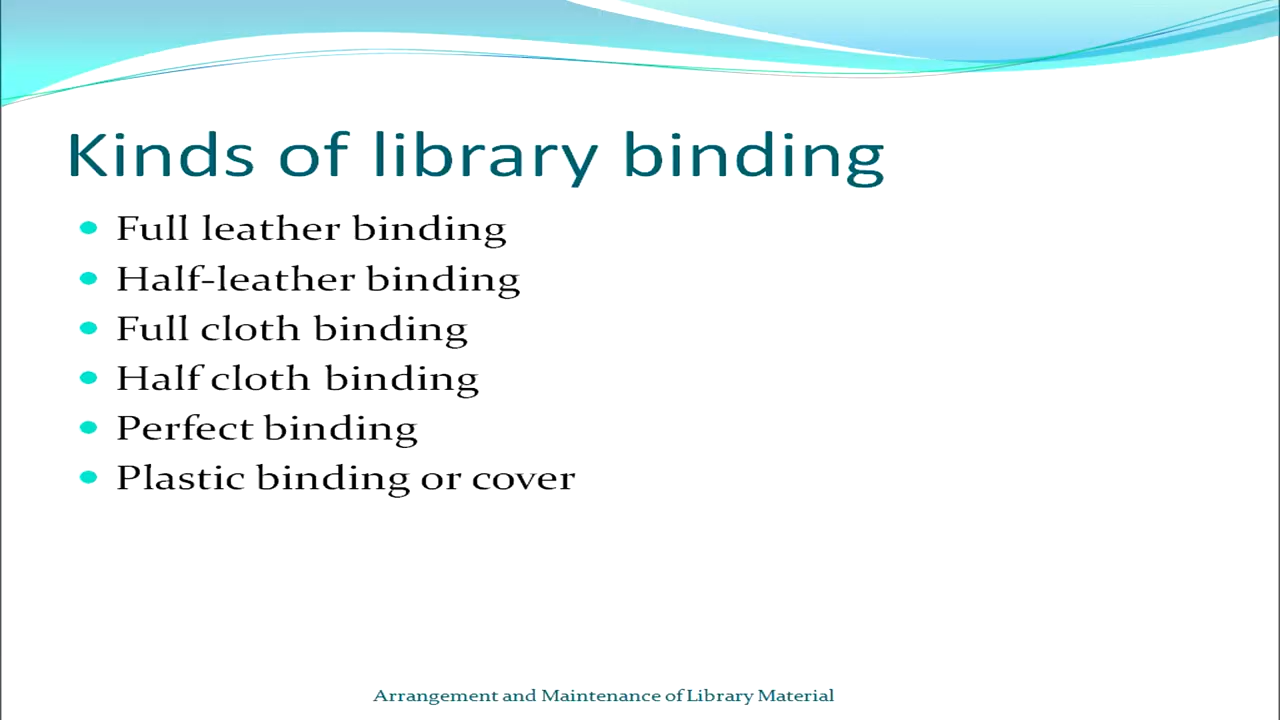 Kinds of library binding
Full leather binding
Half-leather binding
Full cloth binding
Half cloth binding
Perfect binding
Plastic binding or cover
Arrangement and Maintenance of Library Material